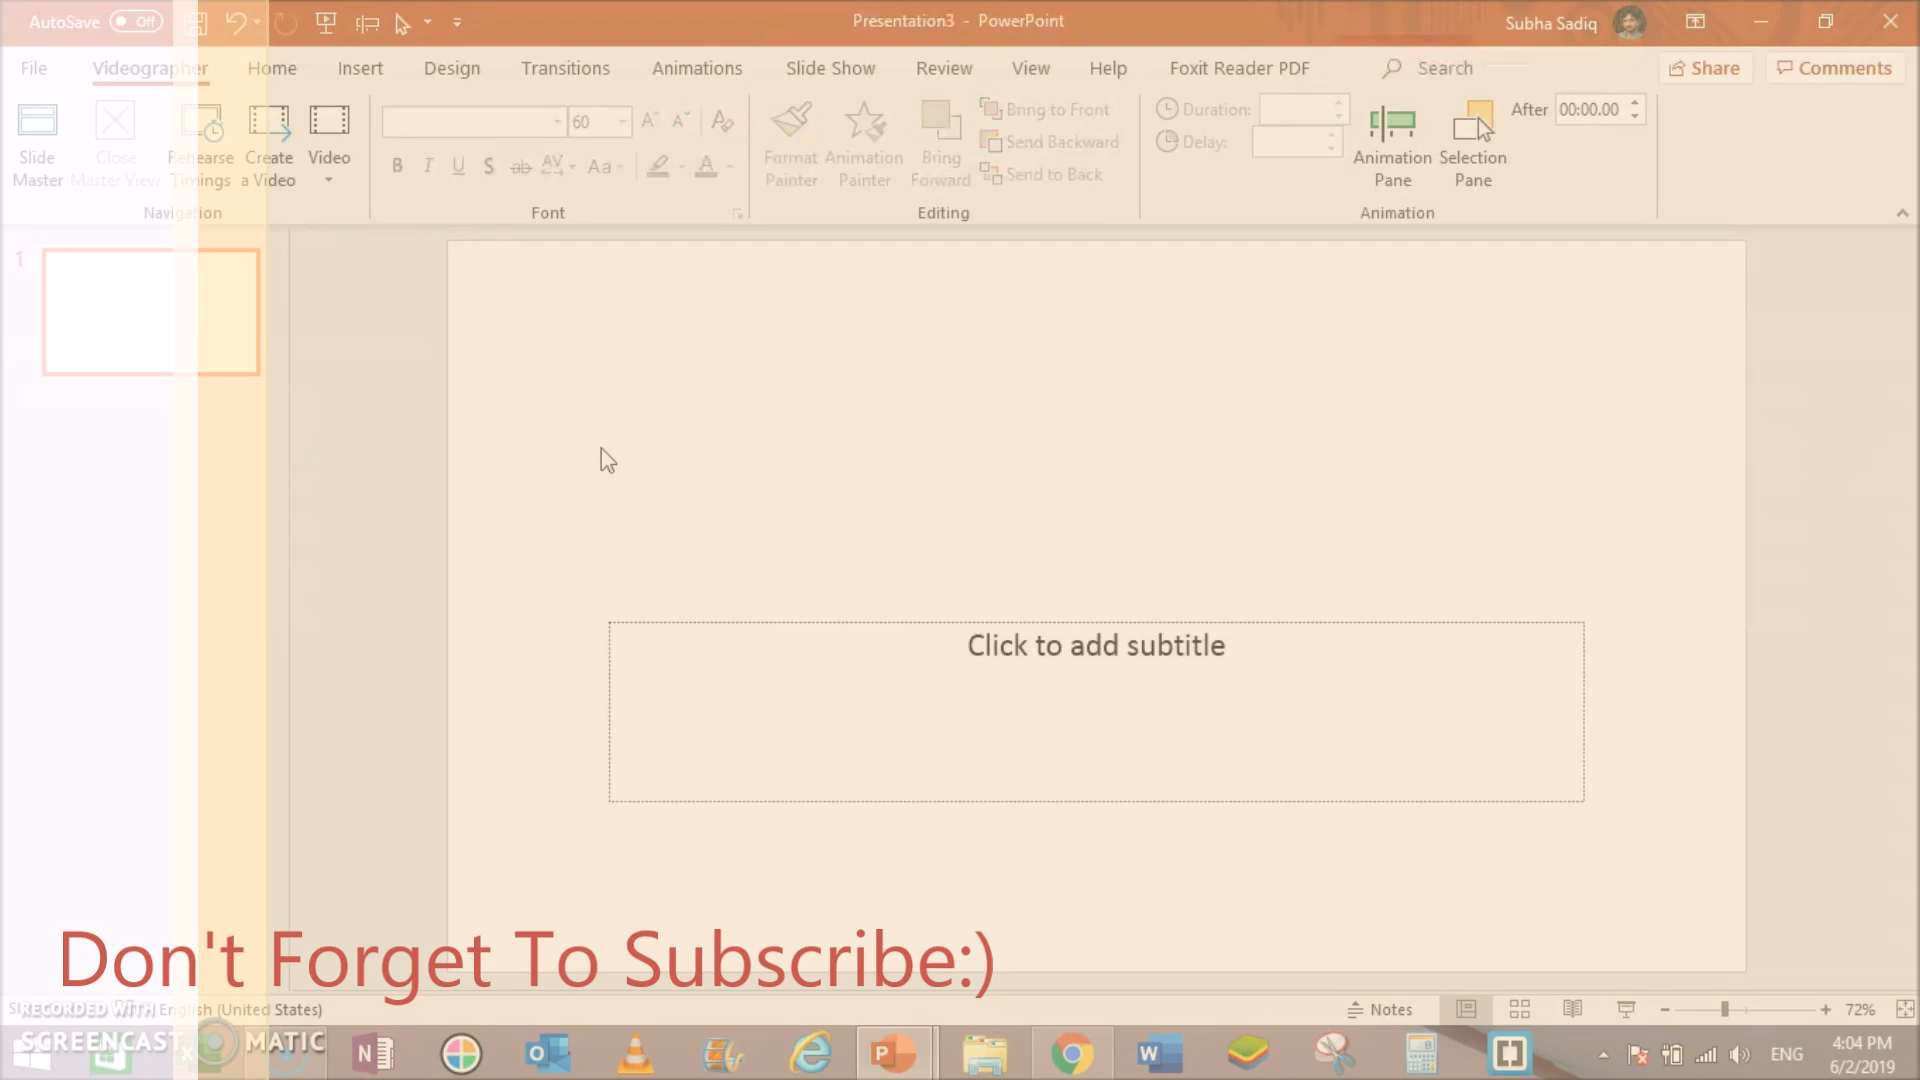 AutoSave Off
Presentation3 - PowerPoint
Subha Sadiq
File Videographer Home Insert Design Transitions Animations Slide Show Review View Help Foxit Reader PDF Search Share Comments
Slide Master
Close Master View
Rehearse Timings
Create a Video
Video
Navigation
60
B I U S ab AV Aa A
Font
Format Painter
Animation Painter
Bring Forward
Bring to Front
Send Backward
Send to Back
Editing
Duration:
Delay:
Animation Pane
Selection Pane
After 00:00.00
Animation
1
Click to add subtitle
Don't Forget To Subscribe:)
English (United States)
Notes
72%
RECORDED WITH
SCREENCAST MATIC
ENG
4:04 PM
6/2/2019